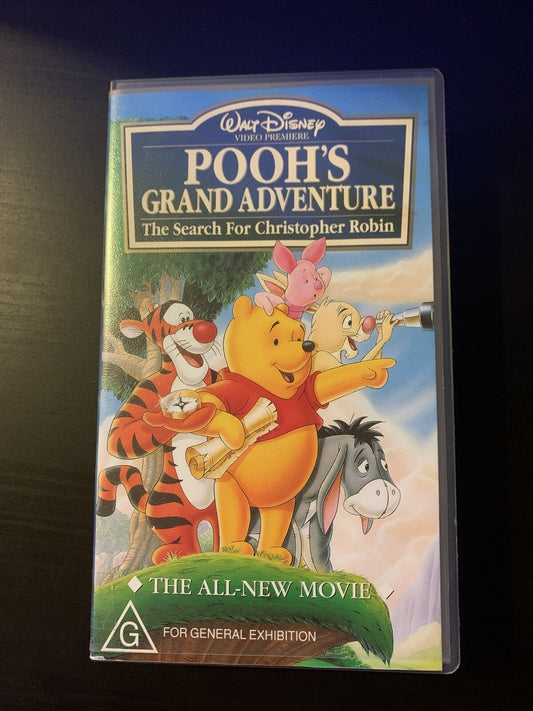 WALT DISNEY
VIDEO PREMIERE
POOH'S
GRAND ADVENTURE
The Search For Christopher Robin
THE ALL-NEW MOVIE
G
FOR GENERAL EXHIBITION